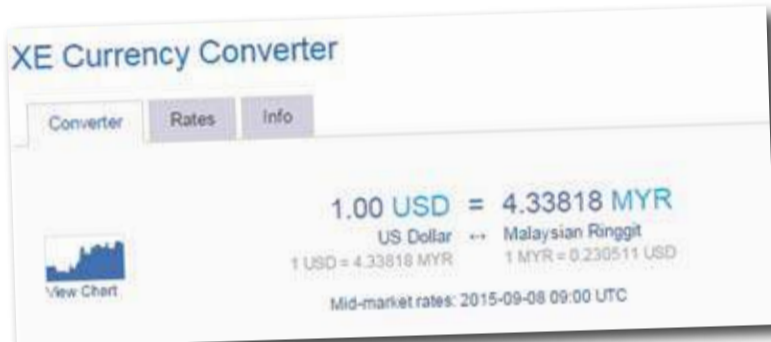 XE Currency Converter
Converter Rates Info
1.00 USD = 4.33818 MYR
US Dollar ↔ Malaysian Ringgit
1 USD = 4.33818 MYR 1 MYR = 0.230511 USD
View Chart
Mid-market rates: 2015-09-08 09:00 UTC